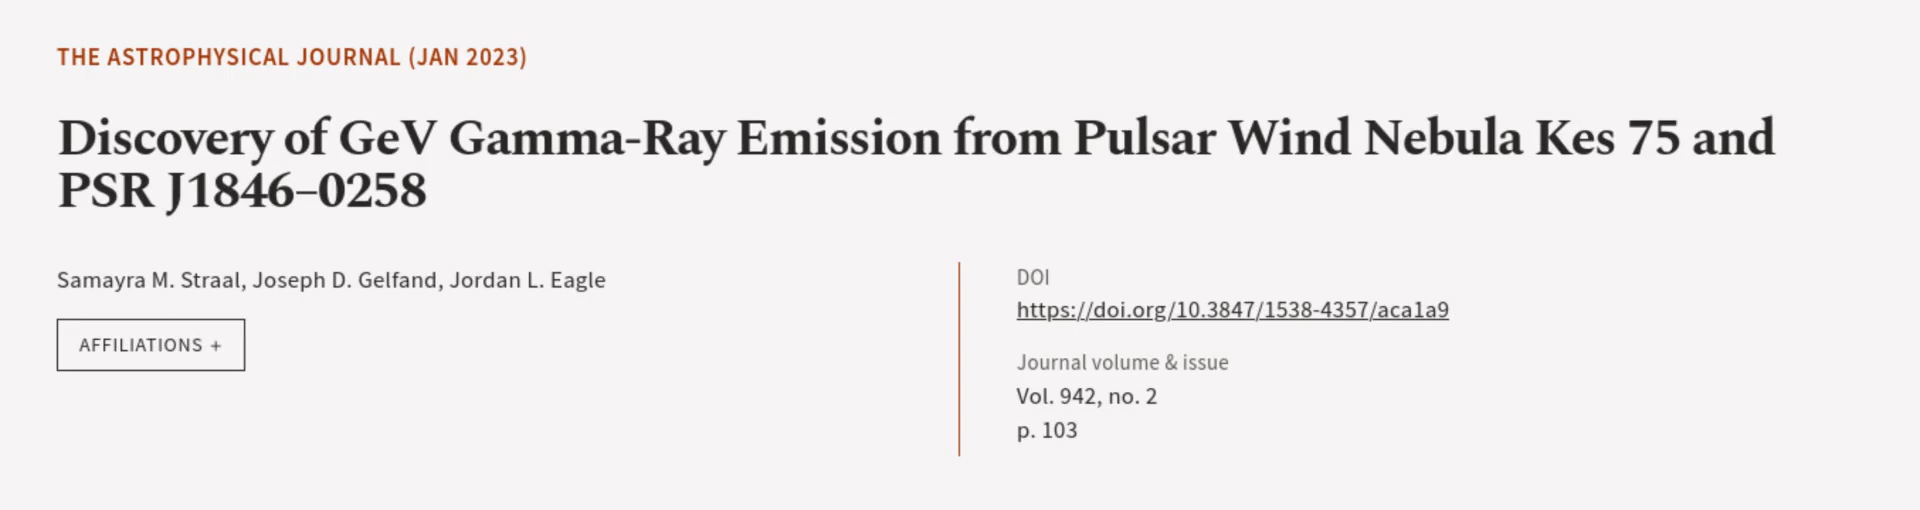 THE ASTROPHYSICAL JOURNAL (JAN 2023)
Discovery of GeV Gamma-Ray Emission from Pulsar Wind Nebula Kes 75 and
PSR J1846–0258
Samayra M. Straal, Joseph D. Gelfand, Jordan L. Eagle
AFFILIATIONS +
DOI
https://doi.org/10.3847/1538-4357/aca1a9
Journal volume & issue
Vol. 942, no. 2
p. 103